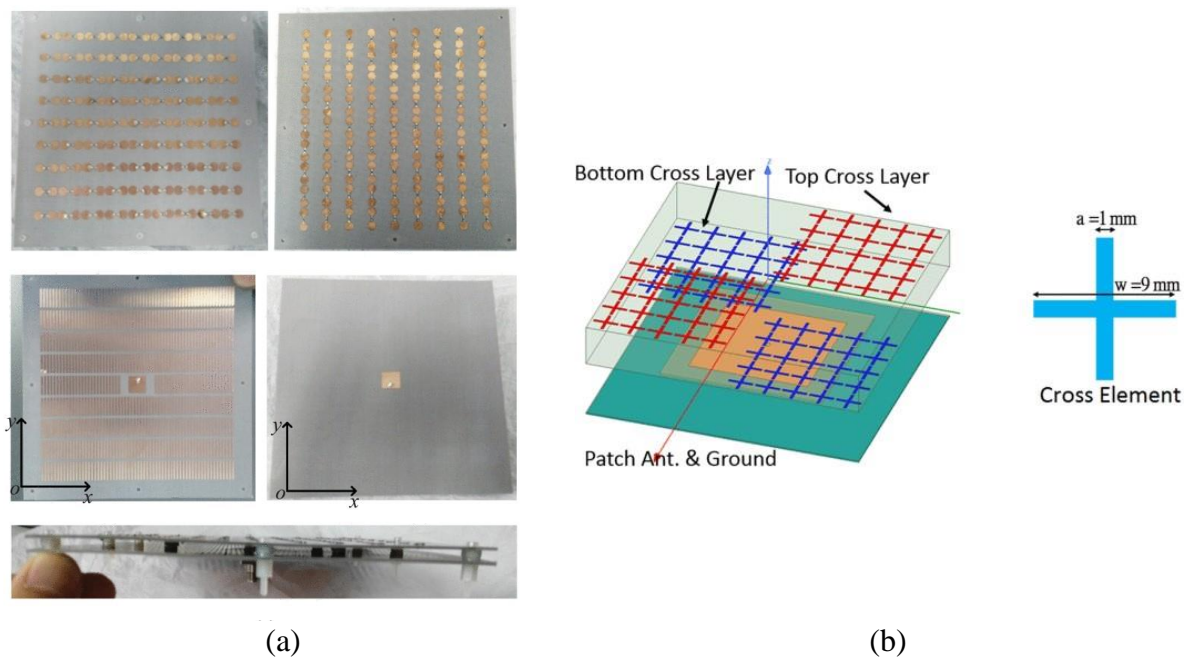 y
o
x
y
o
x
(a)
Bottom Cross Layer
Top Cross Layer
z
Patch Ant. & Ground
a =1 mm
w =9 mm
Cross Element
(b)